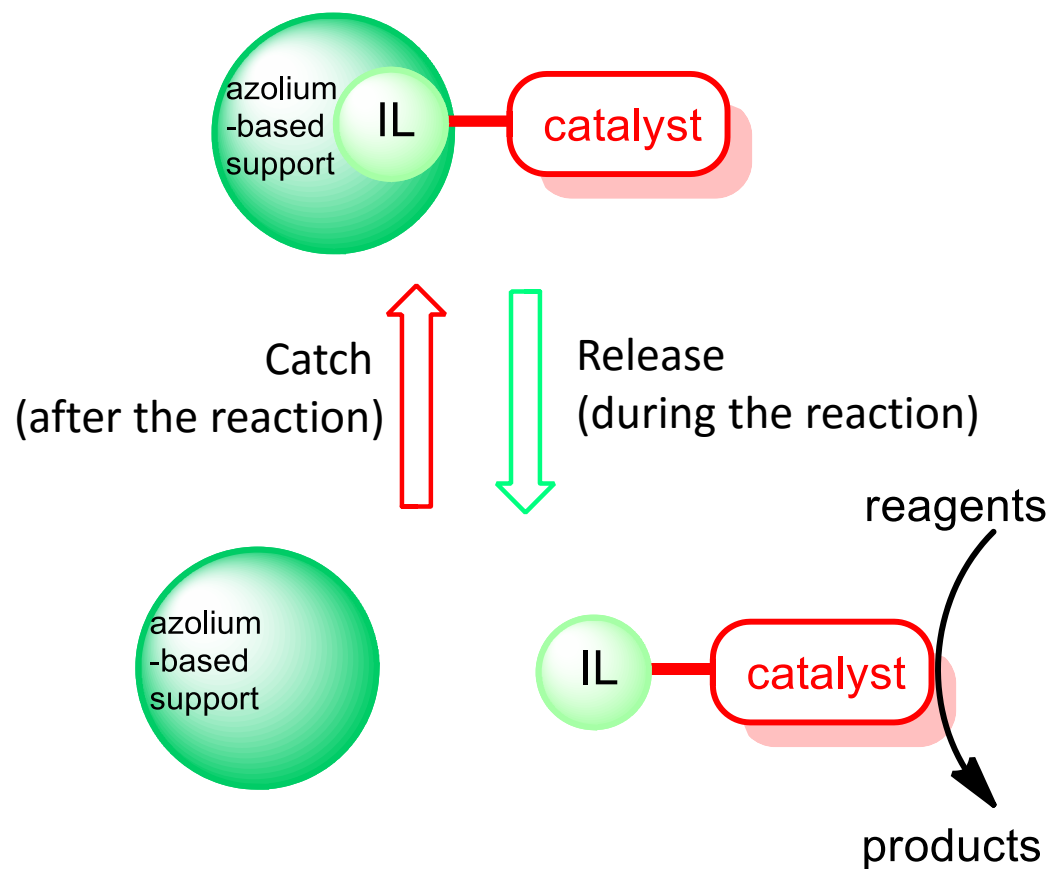 azolium
-based
support
IL
catalyst
Catch
(after the reaction)
Release
(during the reaction)
reagents
azolium
-based
support
IL
catalyst
products